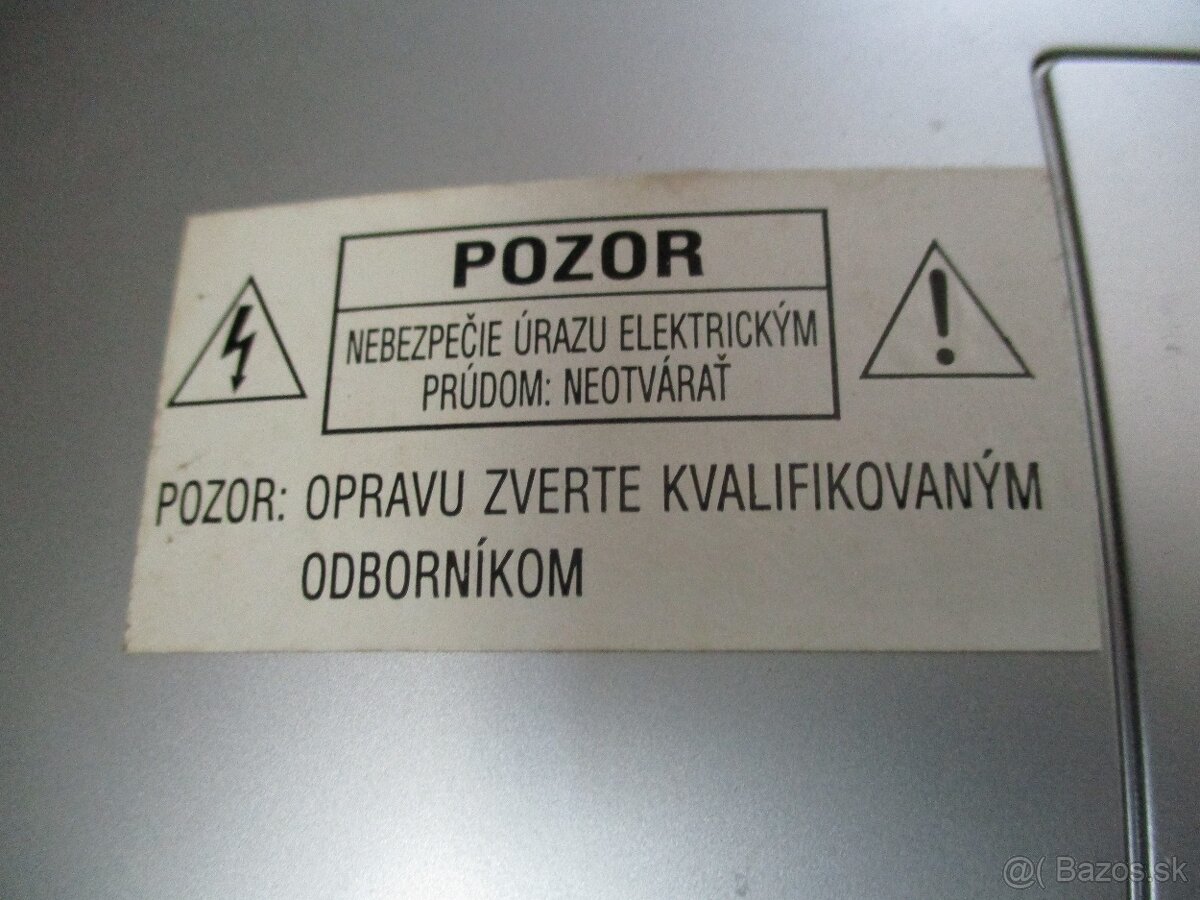 POZOR
NEBEZPEČIE ÚRAZU ELEKTRICKÝM
PRÚDOM: NEOTVÁRAŤ
POZOR: OPRAVU ZVERTE KVALIFIKOVANÝM
ODBORNÍKOM
@( Bazos.sk